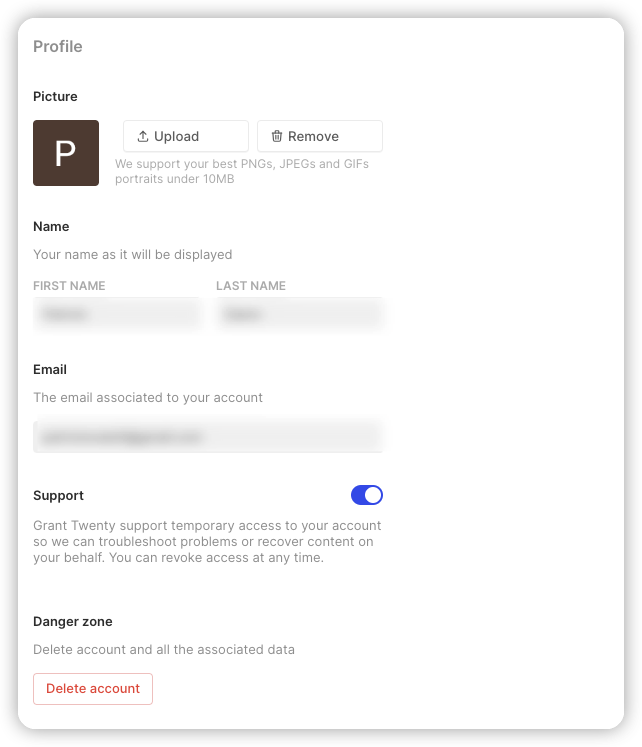 Profile
Picture
P
Upload
Remove
We support your best PNGs, JPEGs and GIFs
portraits under 10MB
Name
Your name as it will be displayed
FIRST NAME
LAST NAME
Email
The email associated to your account
Support
Grant Twenty support temporary access to your account
so we can troubleshoot problems or recover content on
your behalf. You can revoke access at any time.
Danger zone
Delete account and all the associated data
Delete account